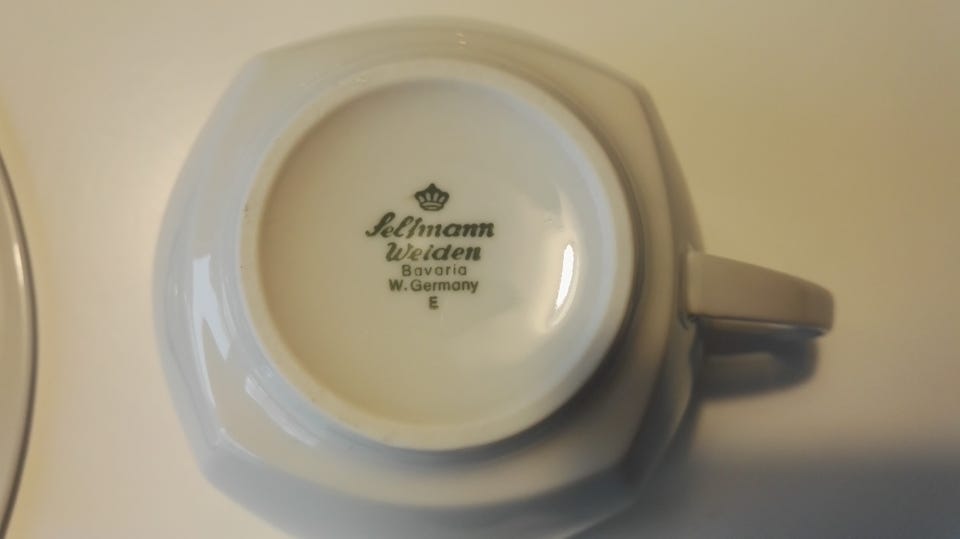 Seltmann
Weiden
Bavaria
W. Germany
E